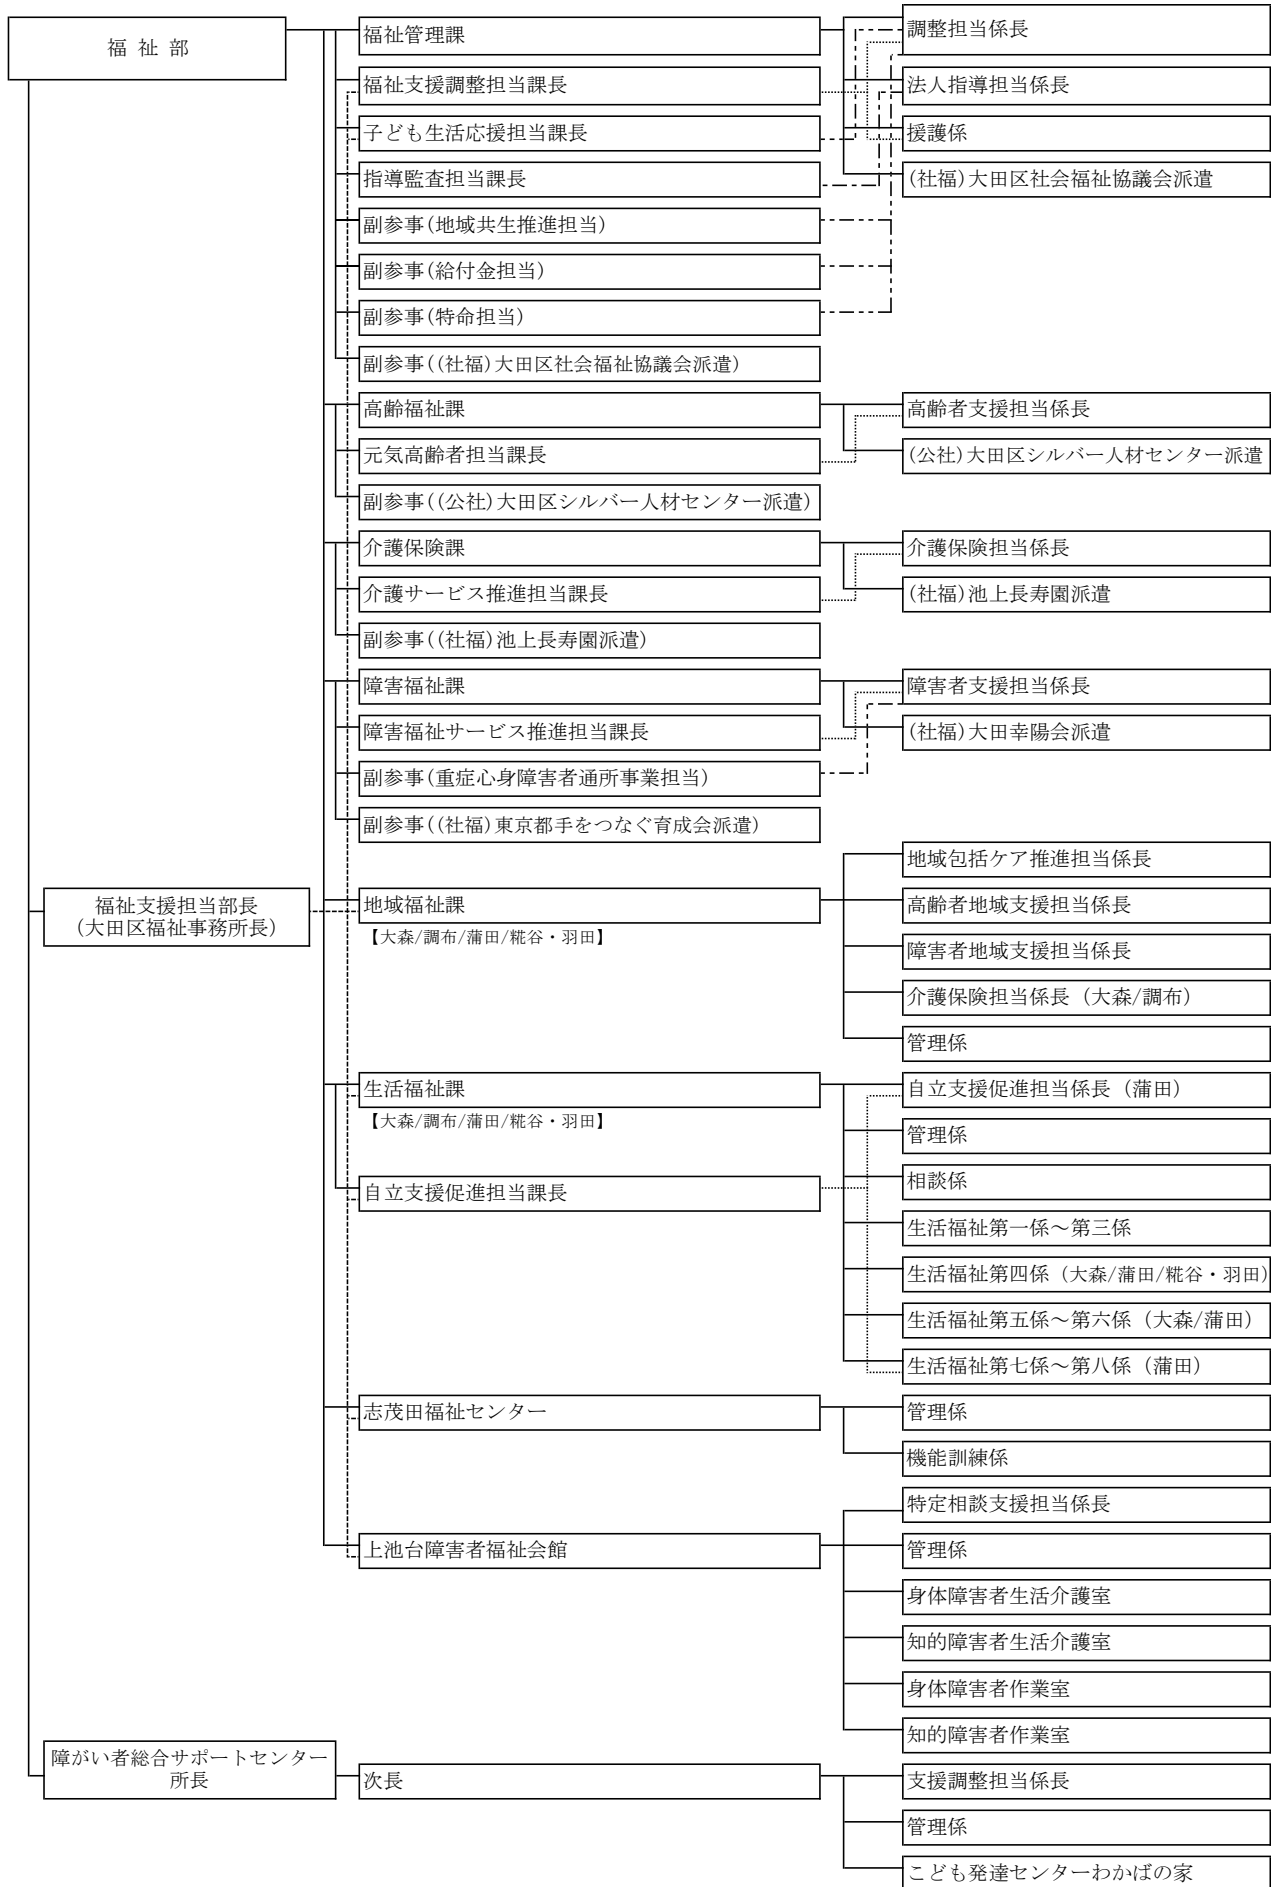 福 祉 部
福祉管理課
調整担当係長
福祉支援調整担当課長
法人指導担当係長
子ども生活応援担当課長
援護係
指導監査担当課長
(社福)大田区社会福祉協議会派遣
副参事(地域共生推進担当)
副参事(給付金担当)
副参事(特命担当)
副参事((社福)大田区社会福祉協議会派遣)
高齢福祉課
高齢者支援担当係長
元気高齢者担当課長
(公社)大田区シルバー人材センター派遣
副参事((公社)大田区シルバー人材センター派遣)
介護保険課
介護保険担当係長
介護サービス推進担当課長
(社福)池上長寿園派遣
副参事((社福)池上長寿園派遣)
障害福祉課
障害者支援担当係長
障害福祉サービス推進担当課長
(社福)大田幸陽会派遣
副参事(重症心身障害者通所事業担当)
副参事((社福)東京都手をつなぐ育成会派遣)
福祉支援担当部長
(大田区福祉事務所長)
地域福祉課
【大森/調布/蒲田/糀谷・羽田】
地域包括ケア推進担当係長
高齢者地域支援担当係長
障害者地域支援担当係長
介護保険担当係長（大森/調布）
管理係
生活福祉課
【大森/調布/蒲田/糀谷・羽田】
自立支援促進担当課長
自立支援促進担当係長（蒲田）
管理係
相談係
生活福祉第一係～第三係
生活福祉第四係（大森/蒲田/糀谷・羽田）
生活福祉第五係～第六係（大森/蒲田）
生活福祉第七係～第八係（蒲田）
志茂田福祉センター
管理係
機能訓練係
上池台障害者福祉会館
特定相談支援担当係長
管理係
身体障害者生活介護室
知的障害者生活介護室
身体障害者作業室
知的障害者作業室
障がい者総合サポートセンター
所長
次長
支援調整担当係長
管理係
こども発達センターわかばの家